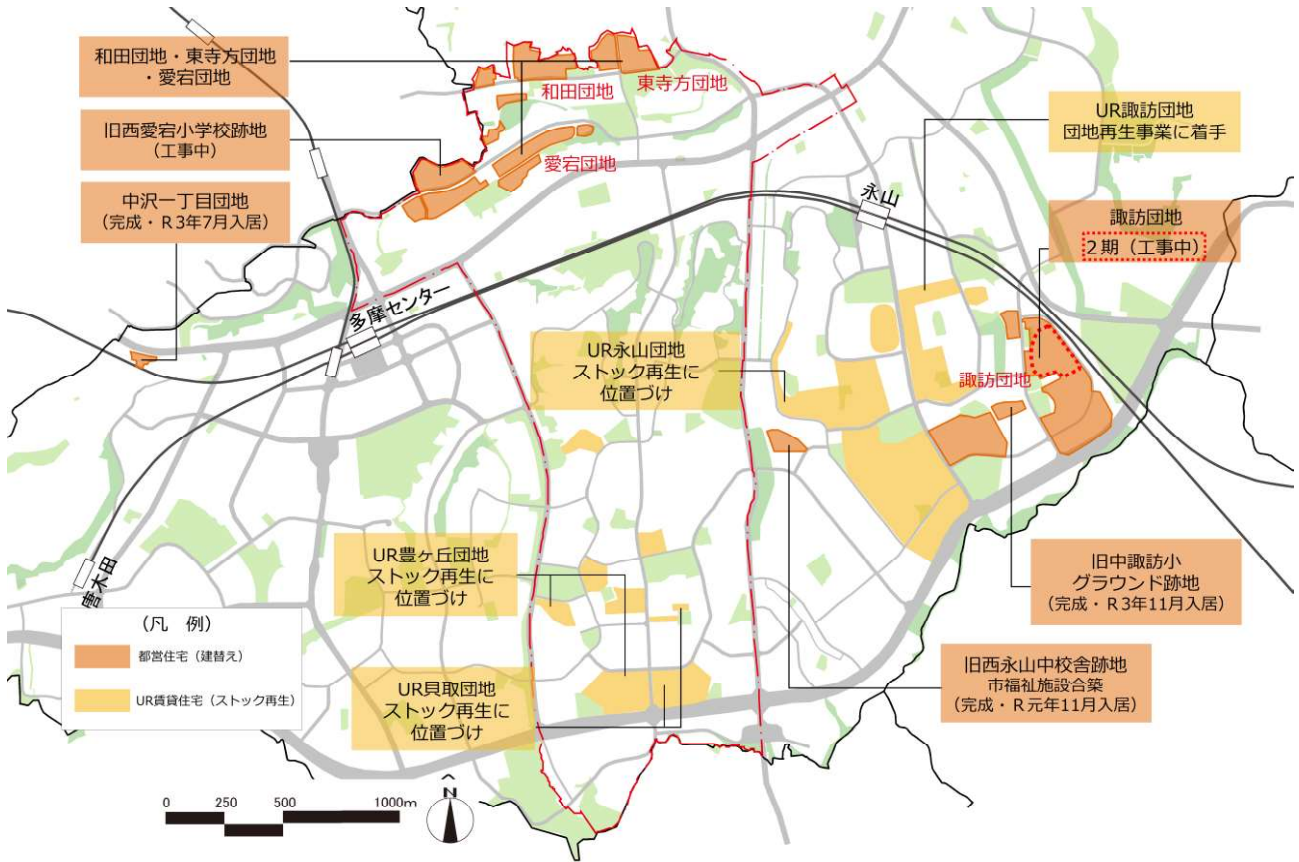 和田団地・東寺方団地
・愛宕団地
旧西愛宕小学校跡地
(工事中)
中沢一丁目団地
(完成・R3年7月入居)
和田団地
東寺方団地
愛宕団地
UR諏訪団地
団地再生事業に着手
永山
諏訪団地
2期（工事中）
多摩センター
UR永山団地
ストック再生に
位置づけ
諏訪団地
UR豊ヶ丘団地
ストック再生に
位置づけ
唐木田
旧中諏訪小
グラウンド跡地
(完成・R3年11月入居)
(凡 例)
都営住宅（建替え）
UR賃貸住宅（ストック再生）
UR貝取団地
ストック再生に
位置づけ
旧西永山中校舎跡地
市福祉施設合築
(完成・R元年11月入居)
0 250 500 1000m
N